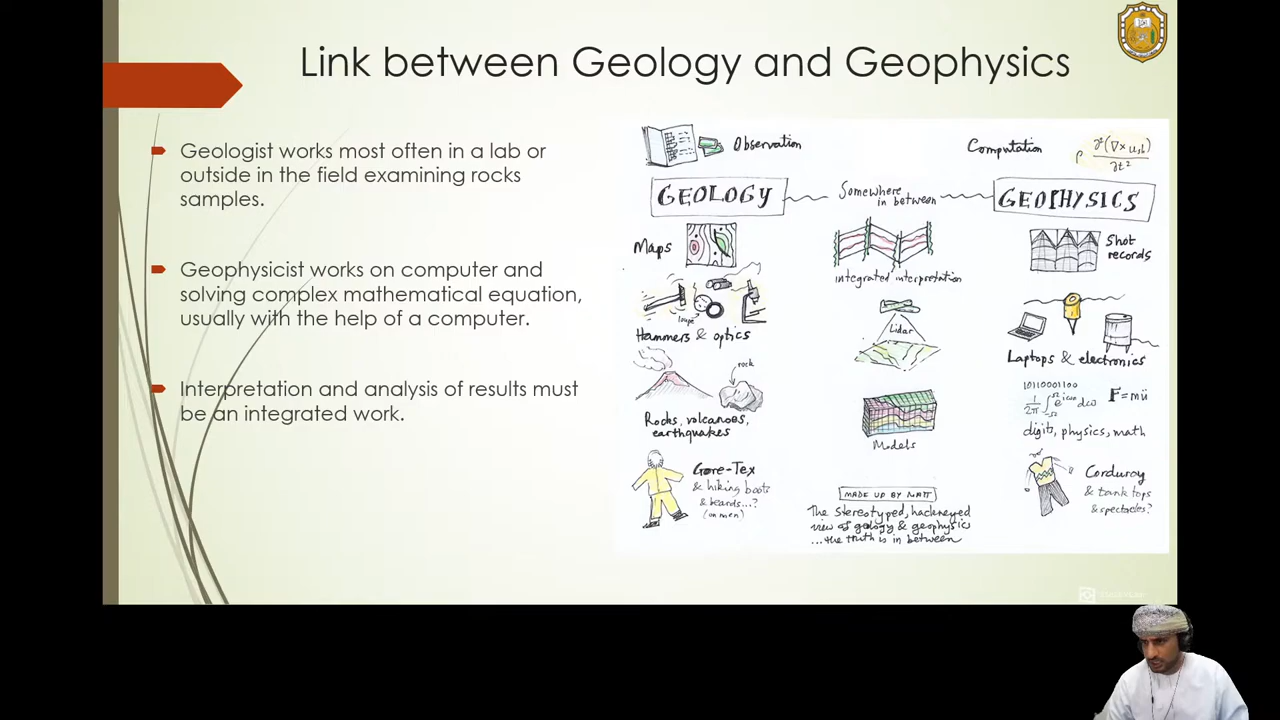 Link between Geology and Geophysics
Geologist works most often in a lab or
outside in the field examining rocks
samples.
Geophysicist works on computer and
solving complex mathematical equation,
usually with the help of a computer.
Interpretation and analysis of results must
be an integrated work.
Observation
Computation
ρ ∂²(∇×u,t)
∂t²
GEOLOGY
Somewhere
in between
GEOPHYSICS
Maps
integrated interpretation
Shot
records
loupe
Hammers & optics
Lidar
Laptops & electronics
rock
Rocks, volcanoes,
earthquakes
Models
10110001100
F=mü
digits, physics, math
Gore-Tex
& hiking boots
& beards...?
(on men)
MADE UP BY MATT
The stereotyped, hackneyed
view of geology & geophysics
...the truth is in between
Corduroy
& tank tops
& spectacles?